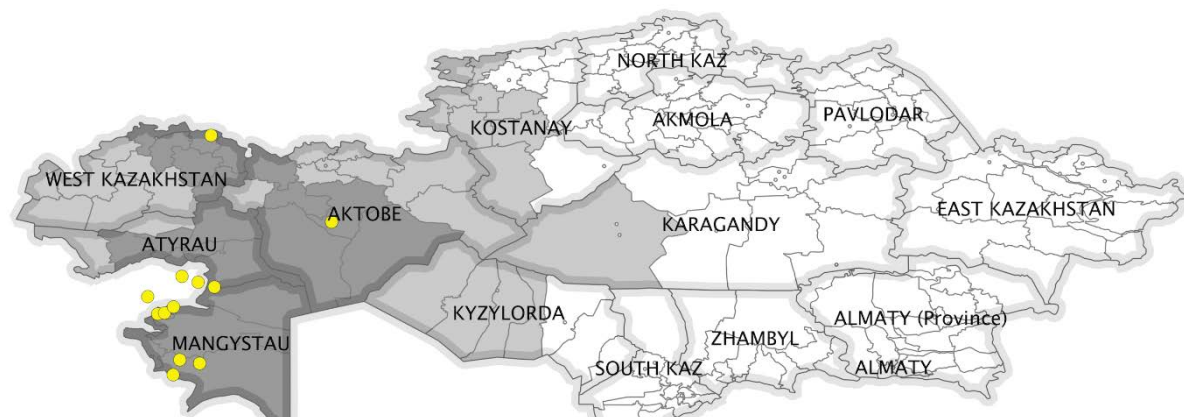 NORTH KAZ
KOSTANAY
AKMOLA
PAVLODAR
WEST KAZAKHSTAN
AKTOBE
EAST KAZAKHSTAN
KARAGANDY
ATYRAU
KYZYLORDA
ALMATY (Province)
MANGYSTAU
ZHAMBYL
SOUTH KAZ
ALMATY